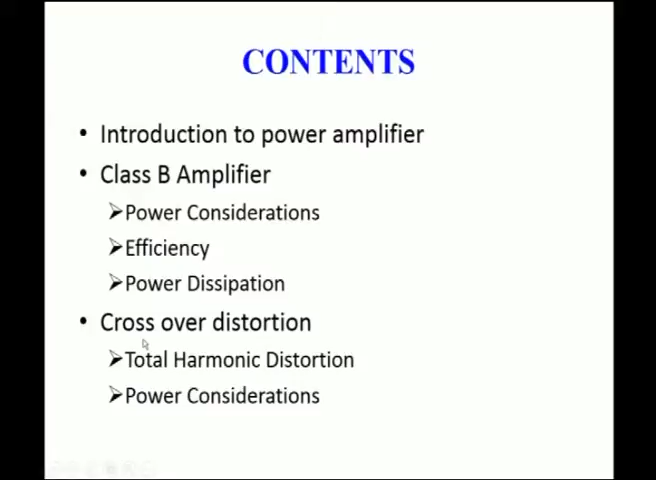 CONTENTS
• Introduction to power amplifier
• Class B Amplifier
➢Power Considerations
➢Efficiency
➢Power Dissipation
• Cross over distortion
➢Total Harmonic Distortion
➢Power Considerations